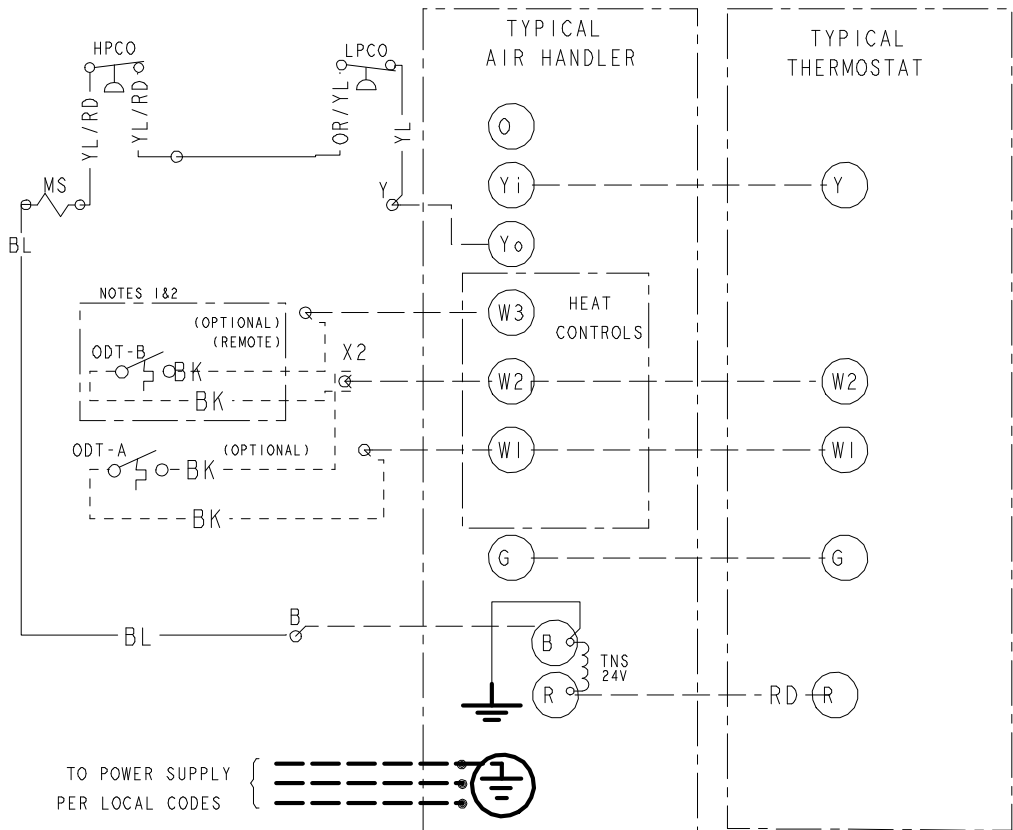 TYPICAL
AIR HANDLER
TYPICAL
THERMOSTAT
HPCO
LPCO
YL/RD
YL/RD
OR/YL
YL
O
Yi
Y
MS
Y
Yo
BL
NOTES 1&2
(OPTIONAL)
(REMOTE)
W3
HEAT
CONTROLS
ODT-B
BK
X2
W2
W2
BK
ODT-A
(OPTIONAL)
W1
W1
BK
BK
G
G
B
BL
B
TNS
24V
R
RD
R
TO POWER SUPPLY
PER LOCAL CODES